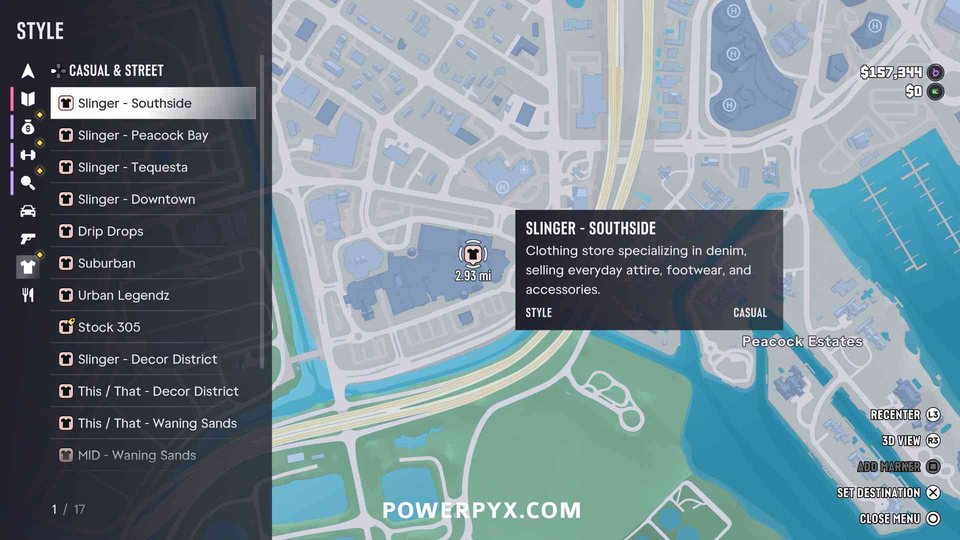 STYLE
CASUAL & STREET
Slinger - Southside
Slinger - Peacock Bay
Slinger - Tequesta
Slinger - Downtown
Drip Drops
Suburban
Urban Legendz
Stock 305
Slinger - Decor District
This / That - Decor District
This / That - Waning Sands
MID - Waning Sands
1 / 17
H
H
H
H
2.93 mi
SLINGER - SOUTHSIDE
Clothing store specializing in denim,
selling everyday attire, footwear, and
accessories.
STYLE CASUAL
Peacock Estates
$157,344
$0
RECENTER L3
3D VIEW R3
ADD MARKER
SET DESTINATION
CLOSE MENU
POWERPYX.COM